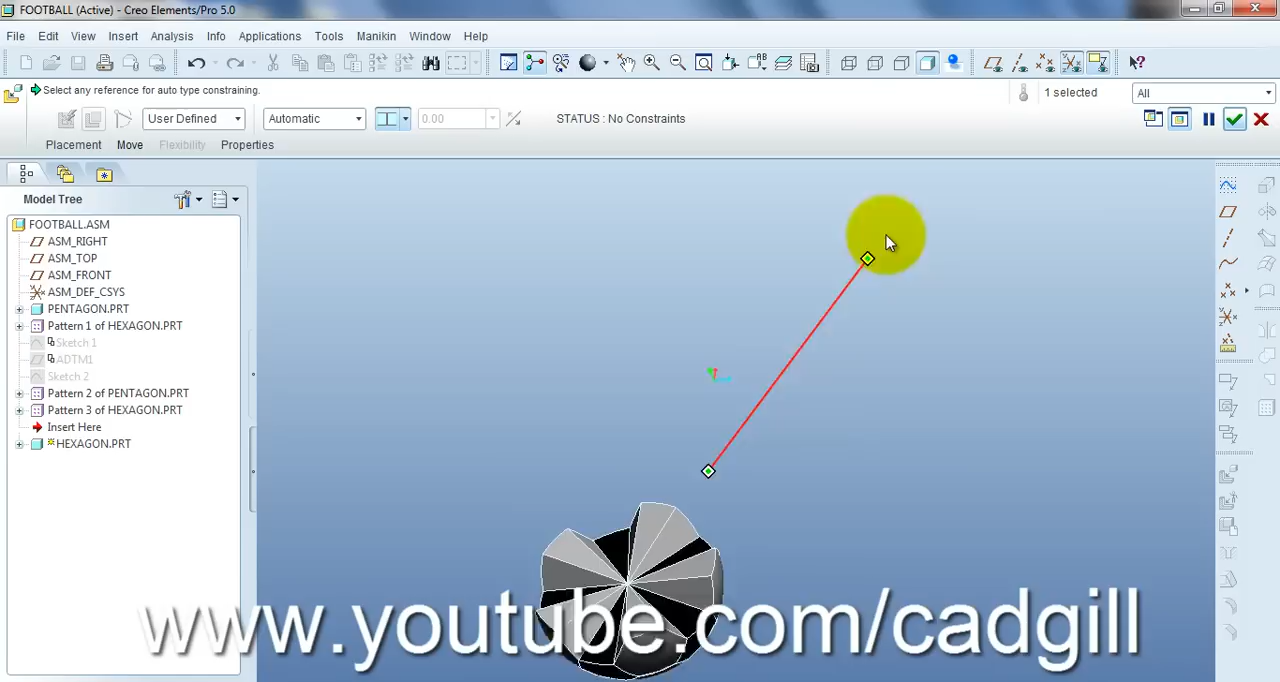 FOOTBALL (Active) - Creo Elements/Pro 5.0
File Edit View Insert Analysis Info Applications Tools Manikin Window Help
Select any reference for auto type constraining.
1 selected
All
User Defined
Automatic
0.00
STATUS : No Constraints
Placement Move Flexibility Properties
Model Tree
FOOTBALL.ASM
ASM_RIGHT
ASM_TOP
ASM_FRONT
ASM_DEF_CSYS
PENTAGON.PRT
Pattern 1 of HEXAGON.PRT
Sketch 1
ADTM1
Sketch 2
Pattern 2 of PENTAGON.PRT
Pattern 3 of HEXAGON.PRT
Insert Here
HEXAGON.PRT
www.youtube.com/cadgill